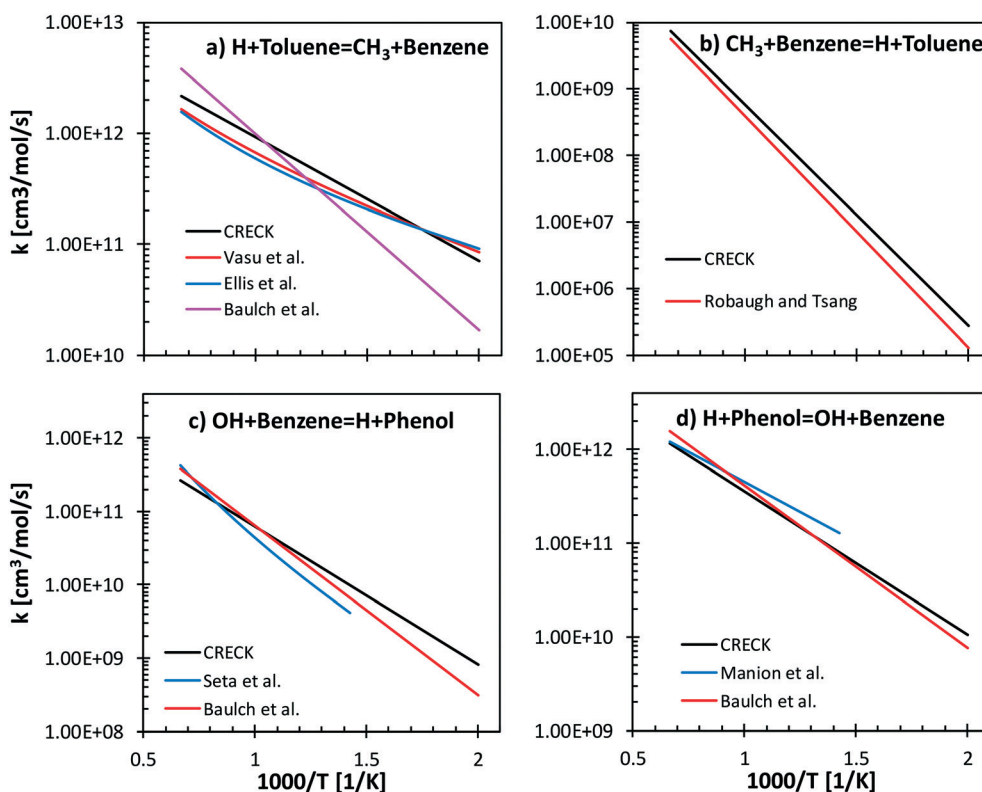 a) H+Toluene=CH₃+Benzene
k [cm3/mol/s]
1.00E+13
1.00E+12
1.00E+11
1.00E+10
CRECK
Vasu et al.
Ellis et al.
Baulch et al.
b) CH₃+Benzene=H+Toluene
1.00E+10
1.00E+09
1.00E+08
1.00E+07
1.00E+06
1.00E+05
CRECK
Robaugh and Tsang
c) OH+Benzene=H+Phenol
k [cm³/mol/s]
1.00E+12
1.00E+11
1.00E+10
1.00E+09
1.00E+08
CRECK
Seta et al.
Baulch et al.
0.5 1 1.5 2
1000/T [1/K]
d) H+Phenol=OH+Benzene
1.00E+12
1.00E+11
1.00E+10
1.00E+09
CRECK
Manion et al.
Baulch et al.
0.5 1 1.5 2
1000/T [1/K]